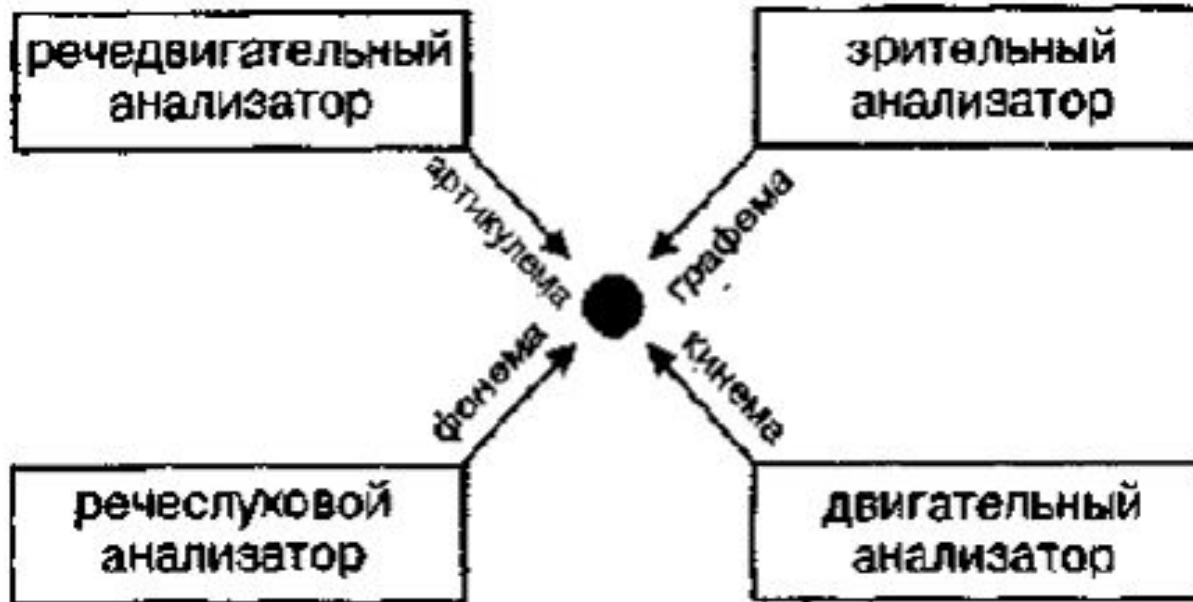 речедвигательный
анализатор
зрительный
анализатор
артикулема
графема
фонема
кинема
речеслуховой
анализатор
двигательный
анализатор